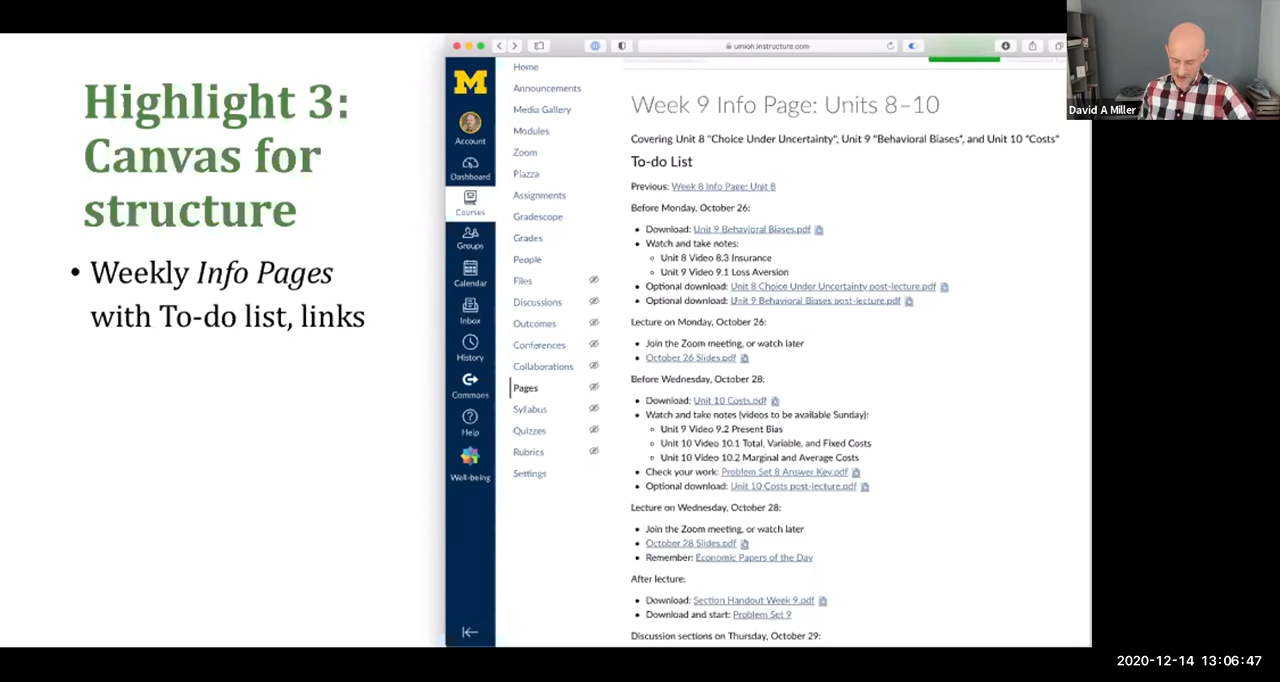 Highlight 3:
Canvas for
structure
• Weekly Info Pages
with To-do list, links
umich.instructure.com
M
Account
Dashboard
Courses
Groups
Calendar
Inbox
History
Commons
Help
Well-being
Home
Announcements
Media Gallery
Modules
Zoom
Piazza
Assignments
Gradescope
Grades
People
Files
Discussions
Outcomes
Conferences
Collaborations
Pages
Syllabus
Quizzes
Rubrics
Settings
Week 9 Info Page: Units 8–10
Covering Unit 8 "Choice Under Uncertainty", Unit 9 "Behavioral Biases", and Unit 10 "Costs"
To-do List
Previous: Week 8 Info Page: Unit 8
Before Monday, October 26:
• Download: Unit 9 Behavioral Biases.pdf
• Watch and take notes:
◦ Unit 8 Video 8.3 Insurance
◦ Unit 9 Video 9.1 Loss Aversion
• Optional download: Unit 8 Choice Under Uncertainty post-lecture.pdf
• Optional download: Unit 9 Behavioral Biases post-lecture.pdf
Lecture on Monday, October 26:
• Join the Zoom meeting, or watch later
• October 26 Slides.pdf
Before Wednesday, October 28:
• Download: Unit 10 Costs.pdf
• Watch and take notes (videos to be available Sunday):
◦ Unit 9 Video 9.2 Present Bias
◦ Unit 10 Video 10.1 Total, Variable, and Fixed Costs
◦ Unit 10 Video 10.2 Marginal and Average Costs
• Check your work: Problem Set 8 Answer Key.pdf
• Optional download: Unit 10 Costs post-lecture.pdf
Lecture on Wednesday, October 28:
• Join the Zoom meeting, or watch later
• October 28 Slides.pdf
• Remember: Economic Papers of the Day
After lecture:
• Download: Section Handout Week 9.pdf
• Download and start: Problem Set 9
Discussion sections on Thursday, October 29:
David A Miller
2020-12-14 13:06:47